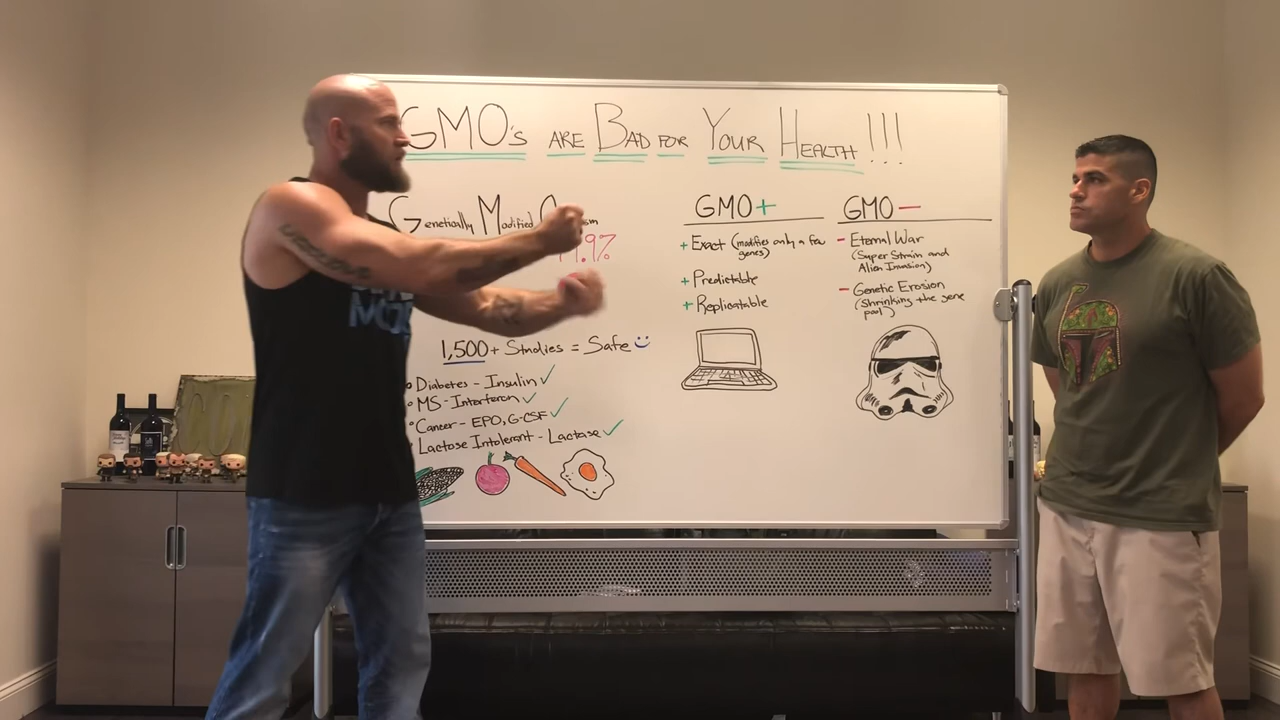 GMO's ARE BAD FOR YOUR HEALTH!!!
Genetically Modified
.9%
1,500+ Studies = Safe
Diabetes - Insulin ✓
MS - Interferon ✓
Cancer - EPO, G-CSF ✓
Lactose Intolerant - Lactase ✓
GMO+
+ Exact (modifies only a few
genes)
+ Predictable
+ Replicatable
GMO-
- Eternal War
(Super Strain and
Alien Invasion)
- Genetic Erosion
(Shrinking the gene
pool)